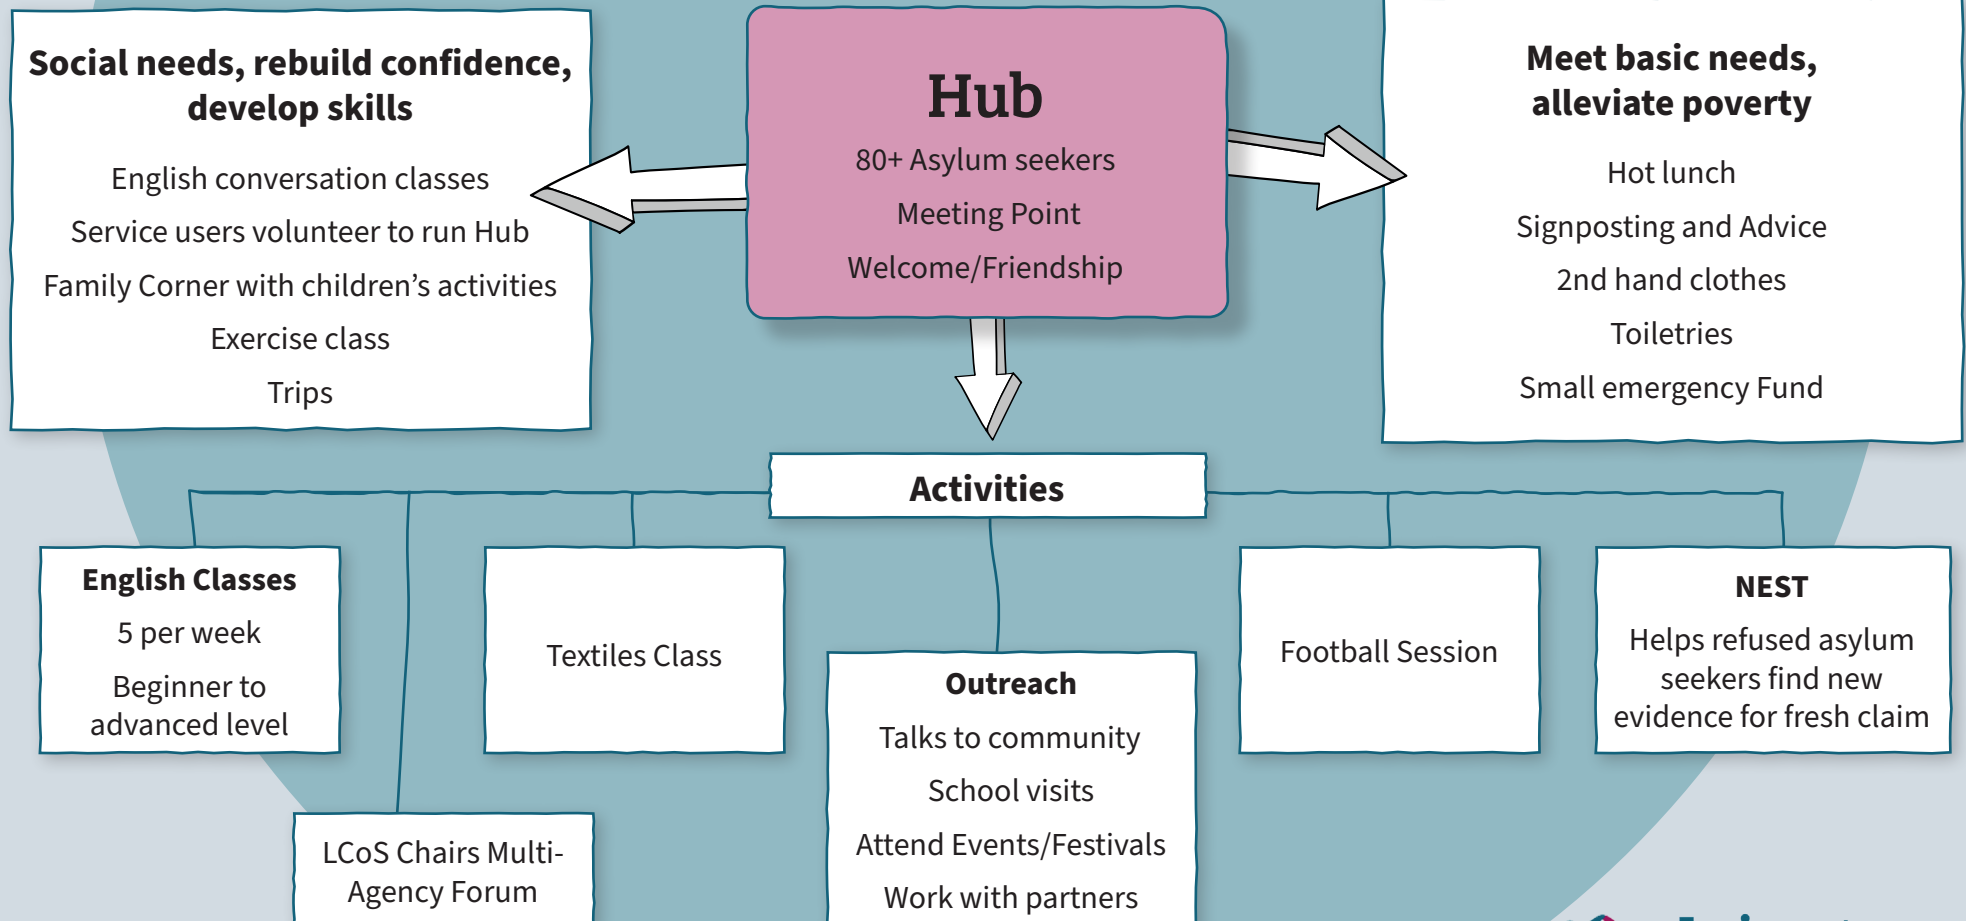 Social needs, rebuild confidence,
develop skills
English conversation classes
Service users volunteer to run Hub
Family Corner with children’s activities
Exercise class
Trips
Hub
80+ Asylum seekers
Meeting Point
Welcome/Friendship
Meet basic needs,
alleviate poverty
Hot lunch
Signposting and Advice
2nd hand clothes
Toiletries
Small emergency Fund
Activities
English Classes
5 per week
Beginner to
advanced level
LCoS Chairs Multi-
Agency Forum
Textiles Class
Outreach
Talks to community
School visits
Attend Events/Festivals
Work with partners
Football Session
NEST
Helps refused asylum
seekers find new
evidence for fresh claim